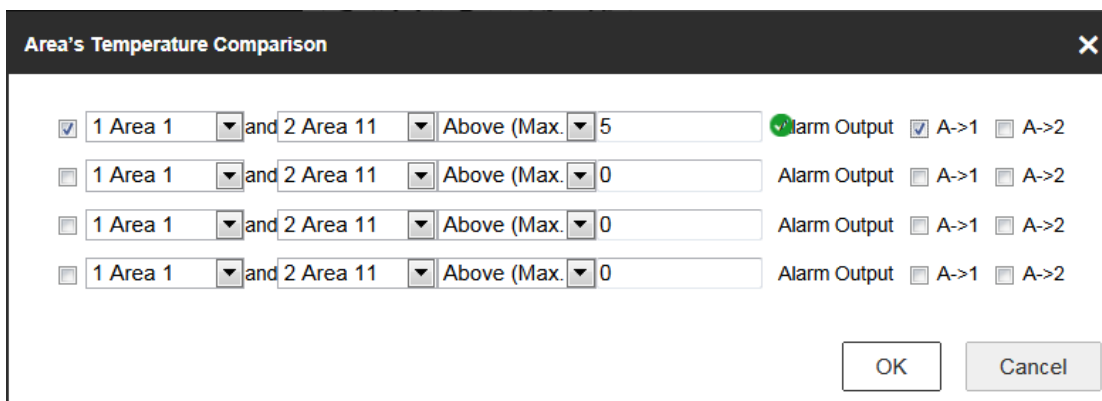 Area's Temperature Comparison
1 Area 1 and 2 Area 11 Above (Max. 5 Alarm Output A->1 A->2
1 Area 1 and 2 Area 11 Above (Max. 0 Alarm Output A->1 A->2
1 Area 1 and 2 Area 11 Above (Max. 0 Alarm Output A->1 A->2
1 Area 1 and 2 Area 11 Above (Max. 0 Alarm Output A->1 A->2
OK Cancel